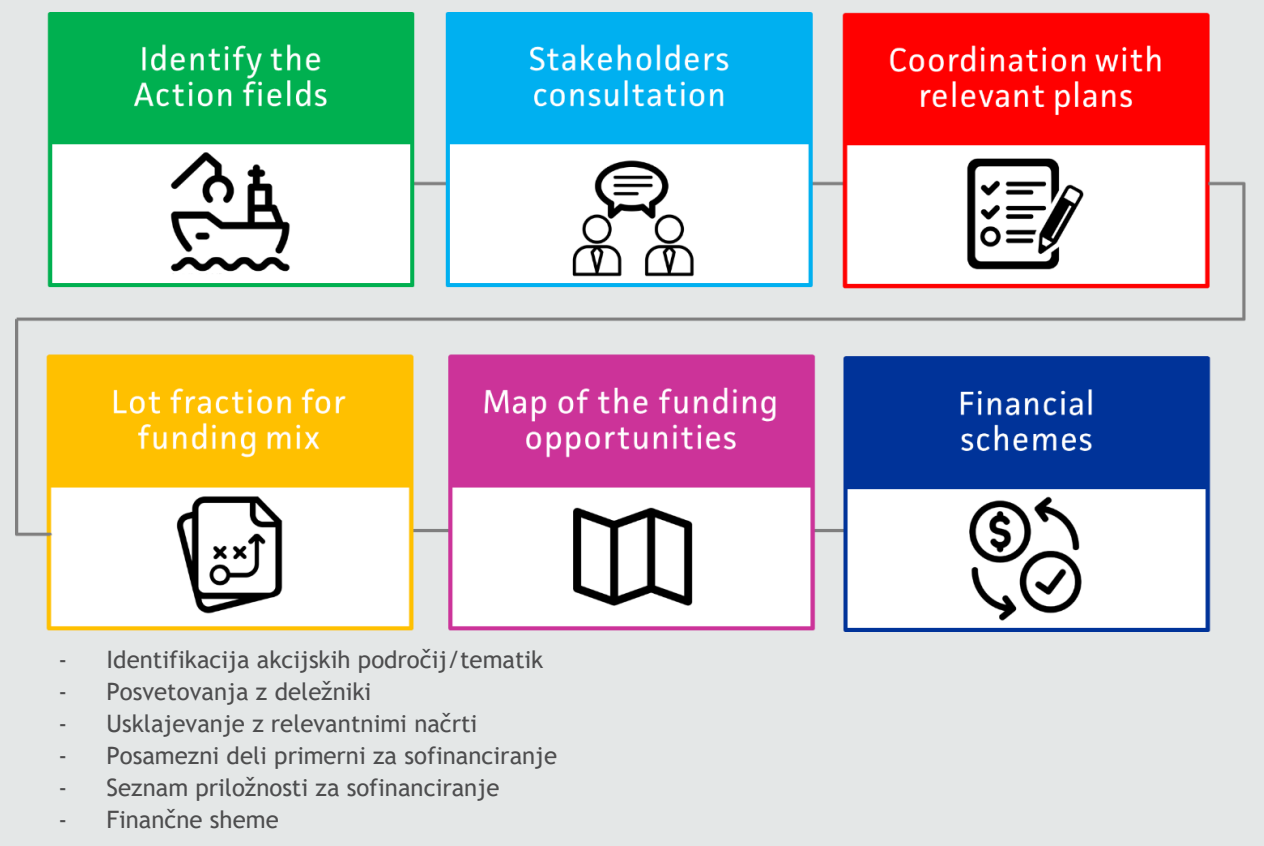 Identify the
Action fields
Stakeholders
consultation
Coordination with
relevant plans
Lot fraction for
funding mix
Map of the funding
opportunities
Financial
schemes
$
- Identifikacija akcijskih področij/tematik
- Posvetovanja z deležniki
- Usklajevanje z relevantnimi načrti
- Posamezni deli primerni za sofinanciranje
- Seznam priložnosti za sofinanciranje
- Finančne sheme